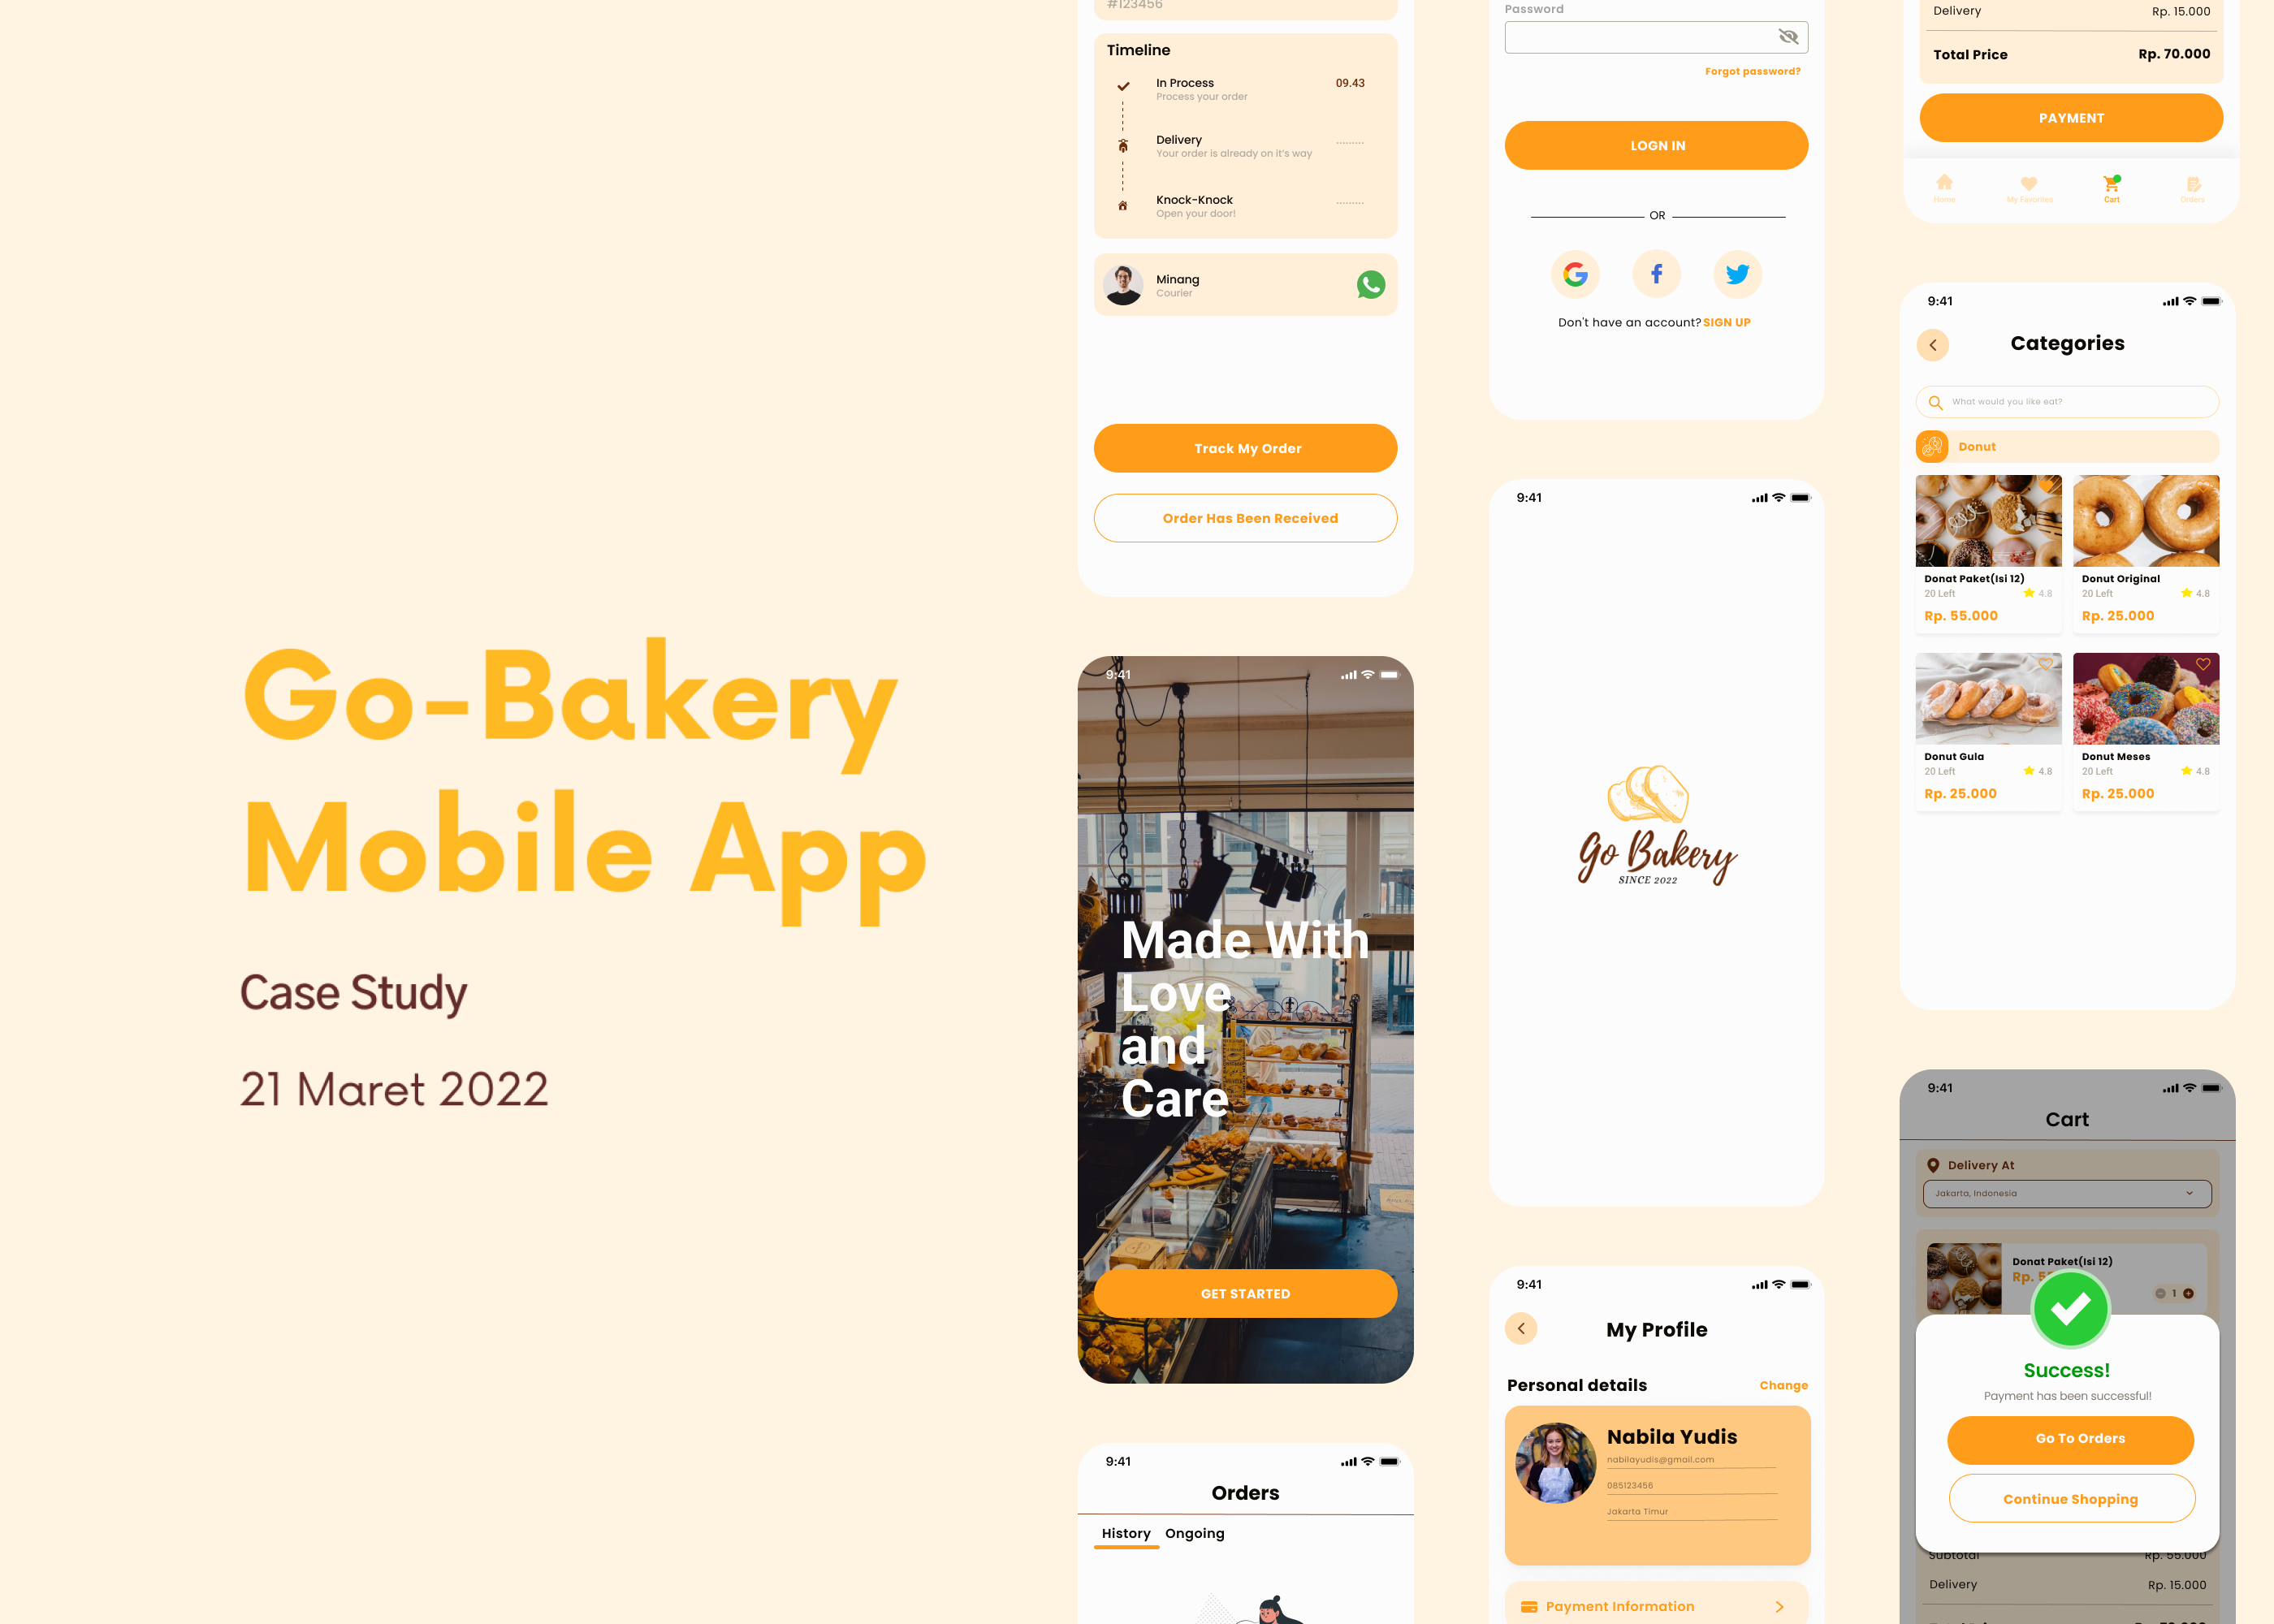 Go-Bakery
Mobile App
Case Study
21 Maret 2022
#123456
Timeline
In Process 09.43
Process your order
Delivery .........
Your order is already on it's way
Knock-Knock .........
Open your door!
Minang
Courier
Track My Order
Order Has Been Received
9:41
Made With
Love
and
Care
GET STARTED
9:41
Orders
History Ongoing
Password
Forgot password?
LOGN IN
OR
Don't have an account? SIGN UP
9:41
Go Bakery
SINCE 2022
9:41
My Profile
Personal details Change
Nabila Yudis
nabilayudis@gmail.com
085123456
Jakarta Timur
Payment Information
Delivery Rp. 15.000
Total Price Rp. 70.000
PAYMENT
Home My Favorites Cart Orders
9:41
Categories
What would you like eat?
Donut
Donat Paket(Isi 12) Donut Original
20 Left 4.8 20 Left 4.8
Rp. 55.000 Rp. 25.000
Donut Gula Donut Meses
20 Left 4.8 20 Left 4.8
Rp. 25.000 Rp. 25.000
9:41
Cart
Delivery At
Jakarta, Indonesia
Donat Paket(Isi 12)
Rp. 5
1
Success!
Payment has been successful!
Go To Orders
Continue Shopping
Subtotal Rp. 55.000
Delivery Rp. 15.000